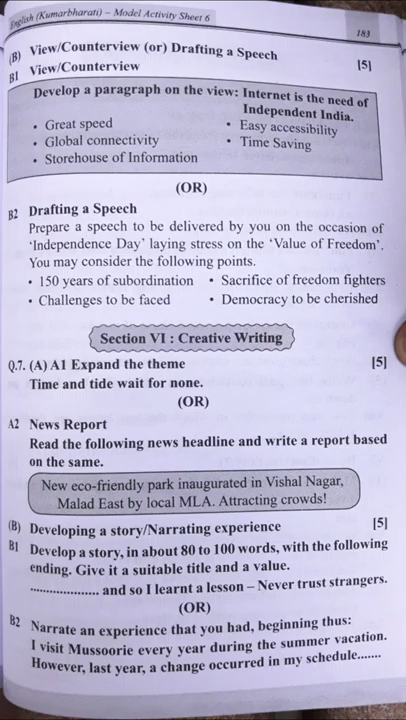 English (Kumarbharati) – Model Activity Sheet 6
183
(B) View/Counterview (or) Drafting a Speech
B1 View/Counterview [5]
Develop a paragraph on the view: Internet is the need of
Independent India.
• Great speed • Easy accessibility
• Global connectivity • Time Saving
• Storehouse of Information
(OR)
B2 Drafting a Speech
Prepare a speech to be delivered by you on the occasion of
‘Independence Day’ laying stress on the ‘Value of Freedom’.
You may consider the following points.
• 150 years of subordination • Sacrifice of freedom fighters
• Challenges to be faced • Democracy to be cherished
Section VI : Creative Writing
Q.7. (A) A1 Expand the theme [5]
Time and tide wait for none.
(OR)
A2 News Report
Read the following news headline and write a report based
on the same.
New eco-friendly park inaugurated in Vishal Nagar,
Malad East by local MLA. Attracting crowds!
(B) Developing a story/Narrating experience [5]
B1 Develop a story, in about 80 to 100 words, with the following
ending. Give it a suitable title and a value.
.................... and so I learnt a lesson – Never trust strangers.
(OR)
B2 Narrate an experience that you had, beginning thus:
I visit Mussoorie every year during the summer vacation.
However, last year, a change occurred in my schedule.......